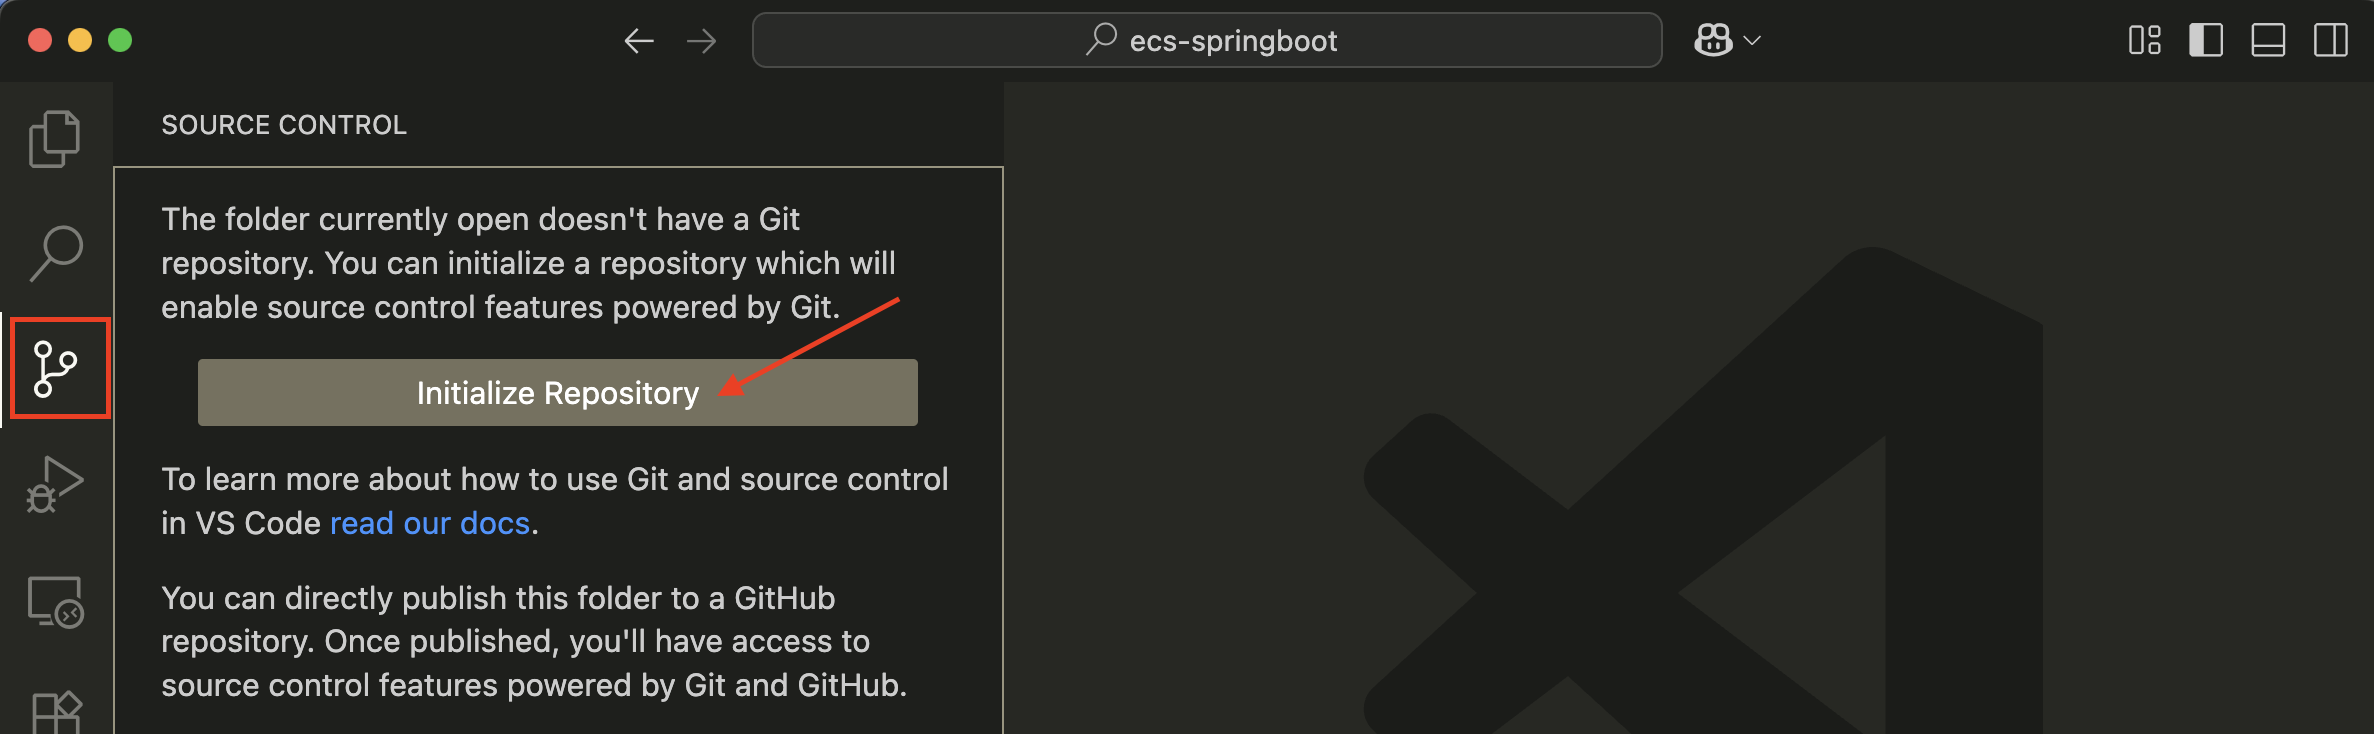 ecs-springboot
SOURCE CONTROL
The folder currently open doesn't have a Git
repository. You can initialize a repository which will
enable source control features powered by Git.
Initialize Repository
To learn more about how to use Git and source control
in VS Code read our docs.
You can directly publish this folder to a GitHub
repository. Once published, you'll have access to
source control features powered by Git and GitHub.